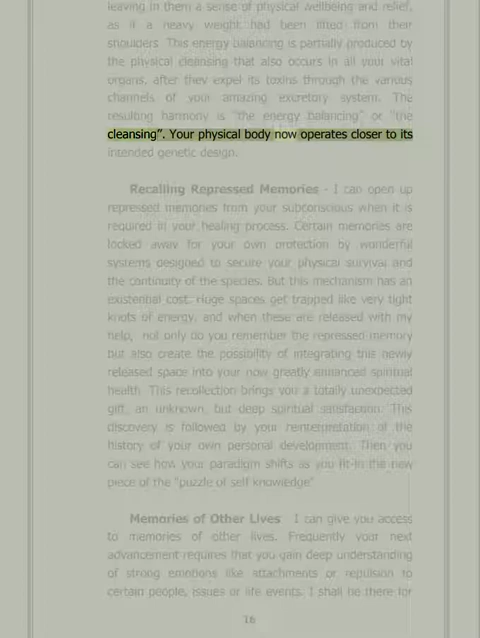 leaving in them a sense of physical wellbeing and relief,
as if a heavy weight had been lifted from their
shoulders. This energy balancing is partially produced by
the physical cleansing that also occurs in all your vital
organs, after they expel its toxins through the various
channels of your amazing excretory system. The
resulting harmony is "the energy balancing" or "the
cleansing". Your physical body now operates closer to its
intended genetic design.
Recalling Repressed Memories - I can open up
repressed memories from your subconscious when it is
required in your healing process. Certain memories are
locked away for your own protection by wonderful
systems designed to secure your physical survival and
the continuity of the species. But this mechanism has an
existential cost. Huge spaces get trapped like very tight
knots of energy, and when these are released with my
help, not only do you remember the repressed memory
but also create the possibility of integrating this newly
released space into your now greatly enhanced spiritual
health. This recollection brings you a totally unexpected
gift, an unknown, but deep spiritual satisfaction. This
discovery is followed by your reinterpretation of the
history of your own personal development. Then you
can see how your paradigm shifts as you fit-in the new
piece of the "puzzle of self knowledge"
Memories of Other Lives - I can give you access
to memories of other lives. Frequently your next
advancement requires that you gain deep understanding
of strong emotions like attachments or repulsion to
certain people, issues or life events. I shall be there for
16